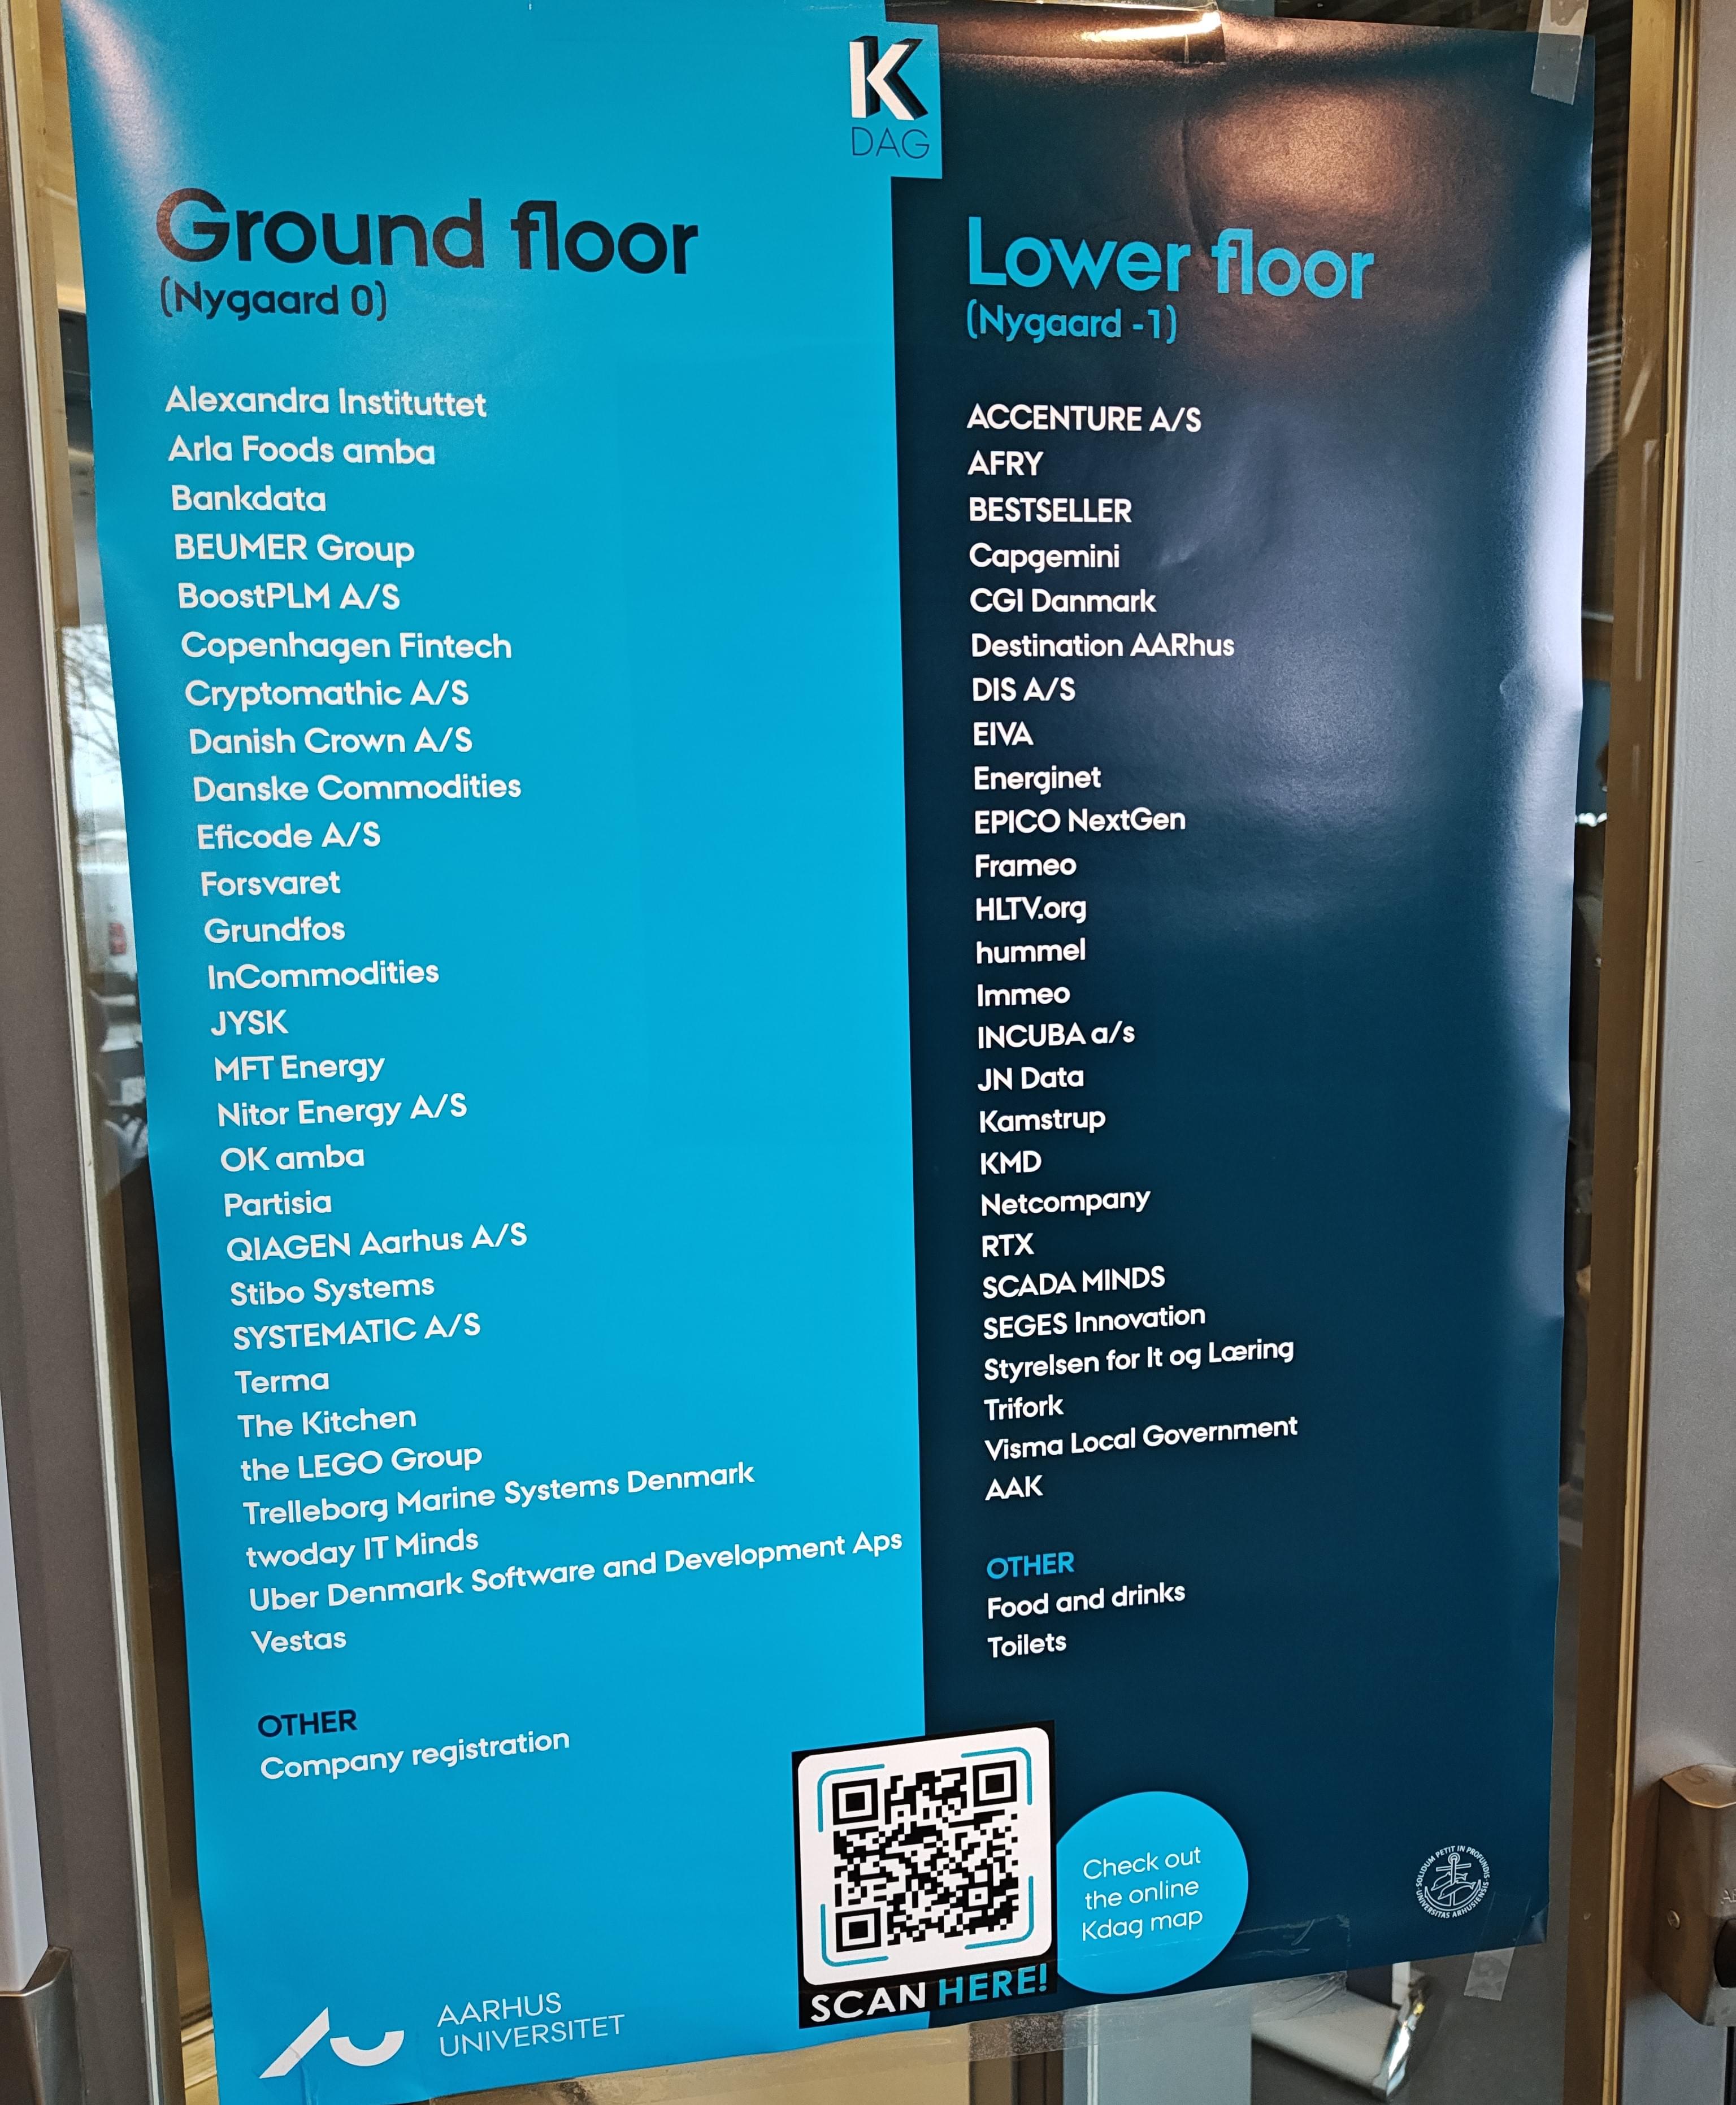 K
DAG
Ground floor
(Nygaard 0)
Alexandra Instituttet
Arla Foods amba
Bankdata
BEUMER Group
BoostPLM A/S
Copenhagen Fintech
Cryptomathic A/S
Danish Crown A/S
Danske Commodities
Eficode A/S
Forsvaret
Grundfos
InCommodities
JYSK
MFT Energy
Nitor Energy A/S
OK amba
Partisia
QIAGEN Aarhus A/S
Stibo Systems
SYSTEMATIC A/S
Terma
The Kitchen
the LEGO Group
Trelleborg Marine Systems Denmark
twoday IT Minds
Uber Denmark Software and Development Aps
Vestas
OTHER
Company registration
AARHUS
UNIVERSITET
Lower floor
(Nygaard -1)
ACCENTURE A/S
AFRY
BESTSELLER
Capgemini
CGI Danmark
Destination AARhus
DIS A/S
EIVA
Energinet
EPICO NextGen
Frameo
HLTV.org
hummel
Immeo
INCUBA a/s
JN Data
Kamstrup
KMD
Netcompany
RTX
SCADA MINDS
SEGES Innovation
Styrelsen for It og Læring
Trifork
Visma Local Government
AAK
OTHER
Food and drinks
Toilets
SCAN HERE!
Check out
the online
Kdag map
SOLIDUM PETIT IN PROFUNDIS
UNIVERSITAS ARHUSIENSIS